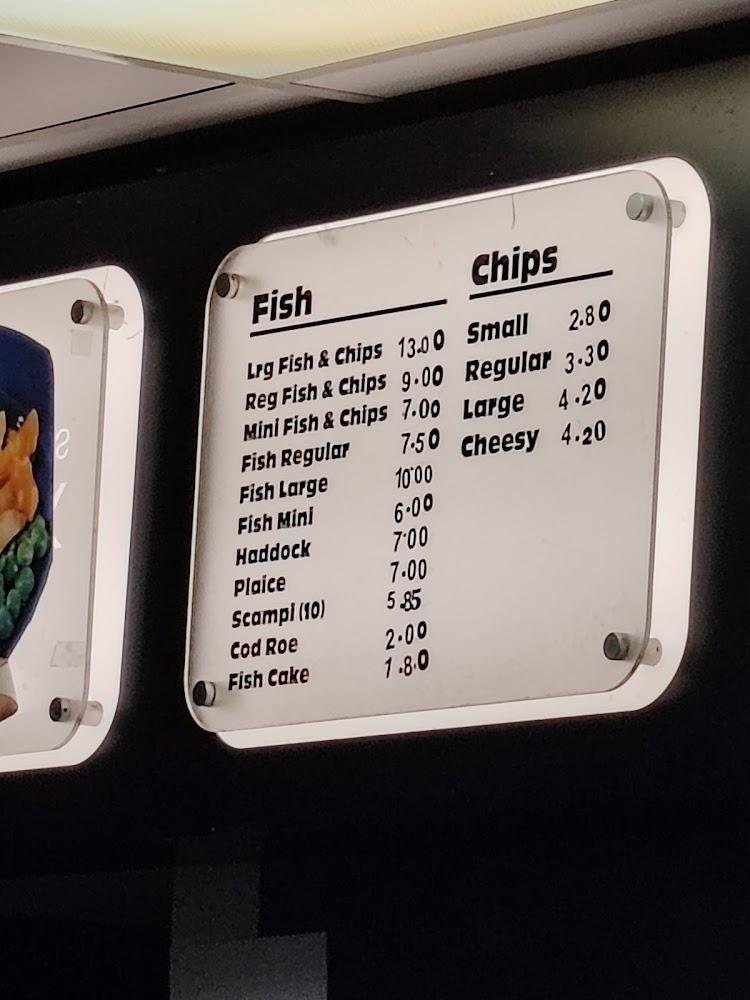 Fish
Lrg Fish & Chips 13.00
Reg Fish & Chips 9.00
Mini Fish & Chips 7.00
Fish Regular 7.50
Fish Large 10.00
Fish Mini 6.00
Haddock 7.00
Plaice 7.00
Scampi (10) 5.85
Cod Roe 2.00
Fish Cake 1.80
Chips
Small 2.80
Regular 3.30
Large 4.20
Cheesy 4.20